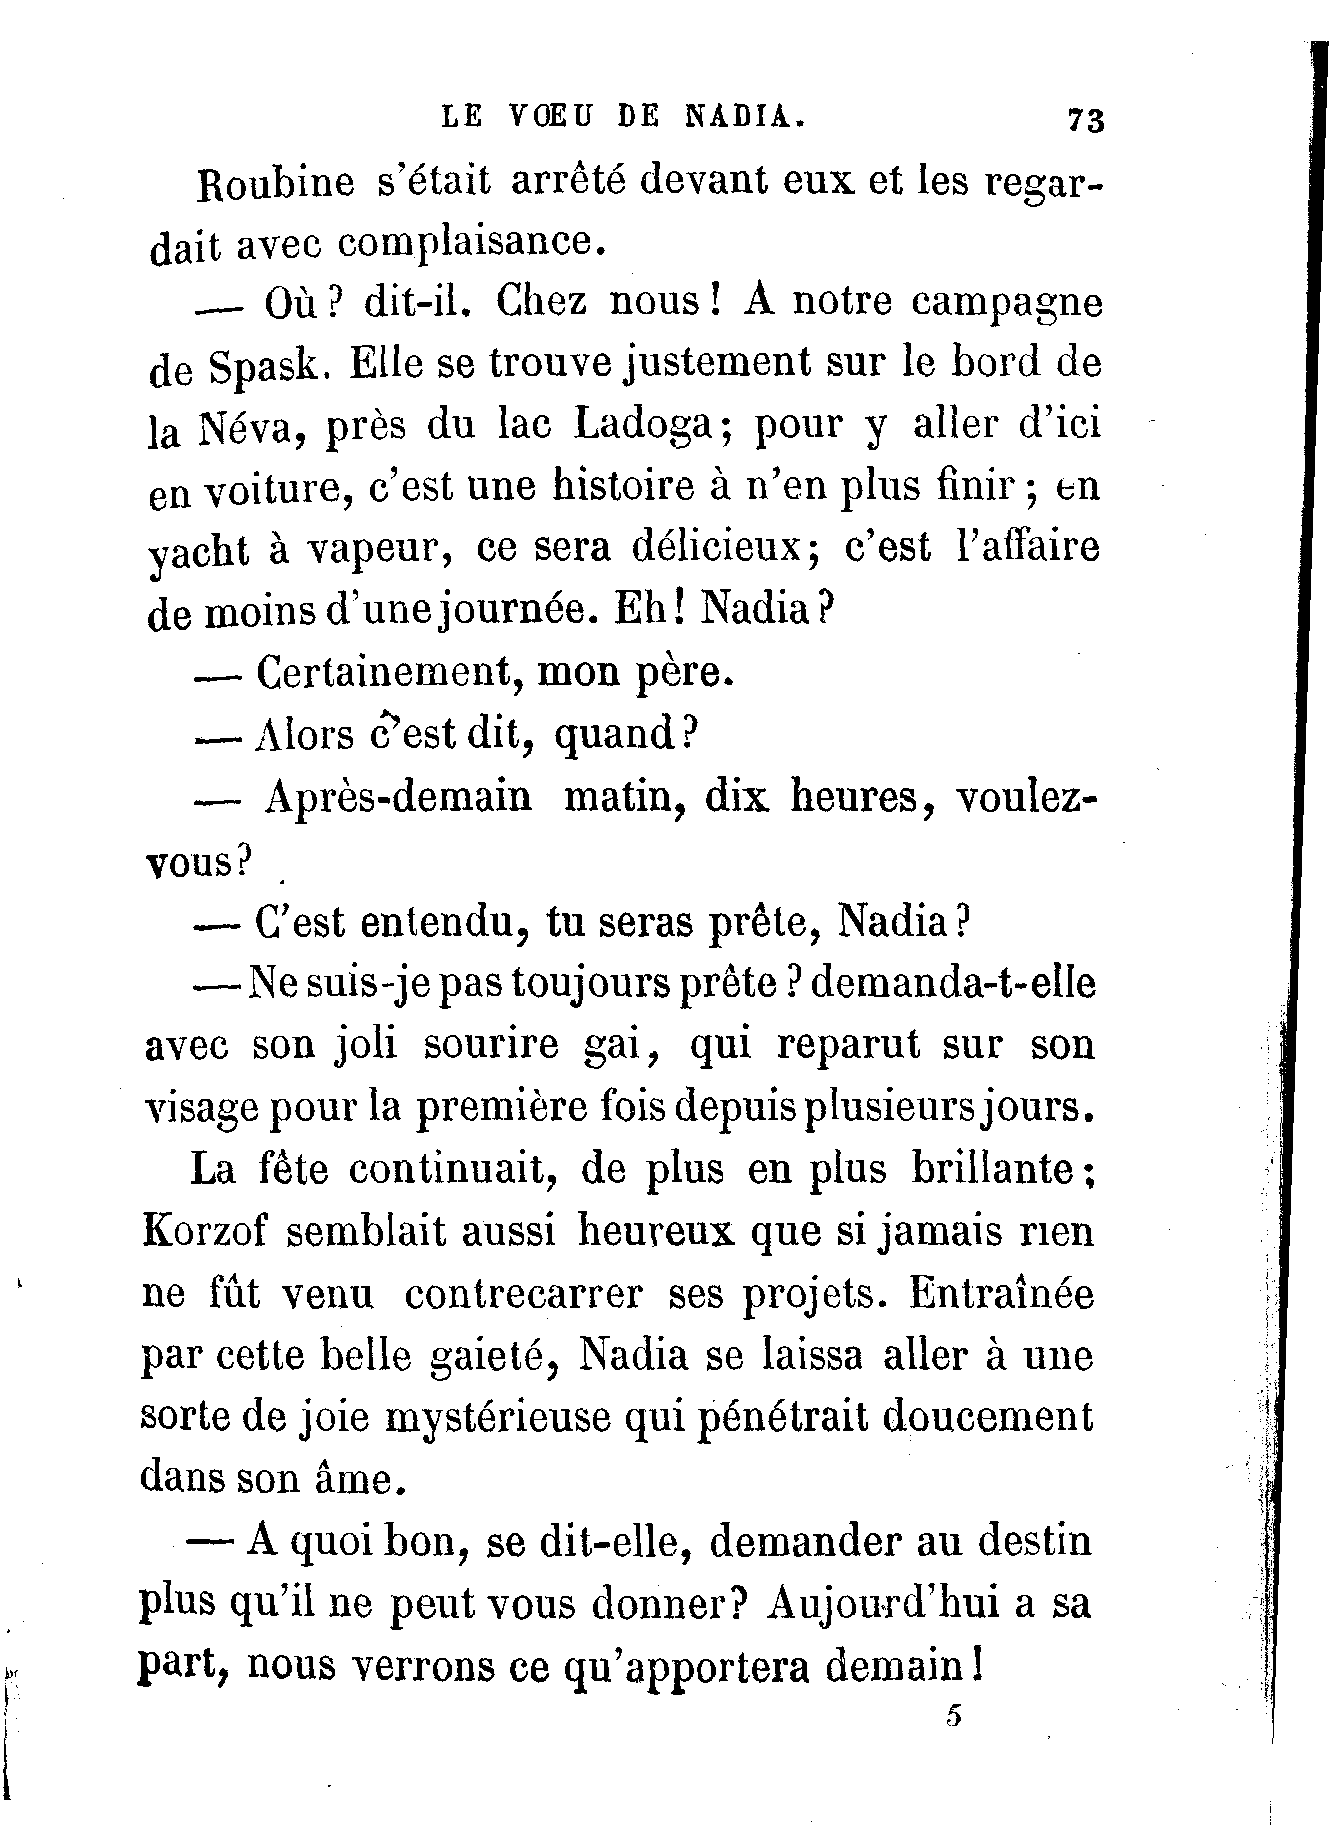 LE VŒU DE NADIA. 73
Roubine s'était arrêté devant eux et les regar-
dait avec complaisance.
— Où? dit-il. Chez nous! A notre campagne
de Spask. Elle se trouve justement sur le bord de
la Néva, près du lac Ladoga; pour y aller d'ici
en voiture, c'est une histoire à n'en plus finir; en
yacht à vapeur, ce sera délicieux; c'est l'affaire
de moins d'une journée. Eh! Nadia?
— Certainement, mon père.
— Alors c'est dit, quand?
— Après-demain matin, dix heures, voulez-
vous?
— C'est entendu, tu seras prête, Nadia?
— Ne suis-je pas toujours prête? demanda-t-elle
avec son joli sourire gai, qui reparut sur son
visage pour la première fois depuis plusieurs jours.
La fête continuait, de plus en plus brillante;
Korzof semblait aussi heureux que si jamais rien
ne fût venu contrecarrer ses projets. Entraînée
par cette belle gaieté, Nadia se laissa aller à une
sorte de joie mystérieuse qui pénétrait doucement
dans son âme.
— A quoi bon, se dit-elle, demander au destin
plus qu'il ne peut vous donner? Aujourd'hui a sa
part, nous verrons ce qu'apportera demain!
5